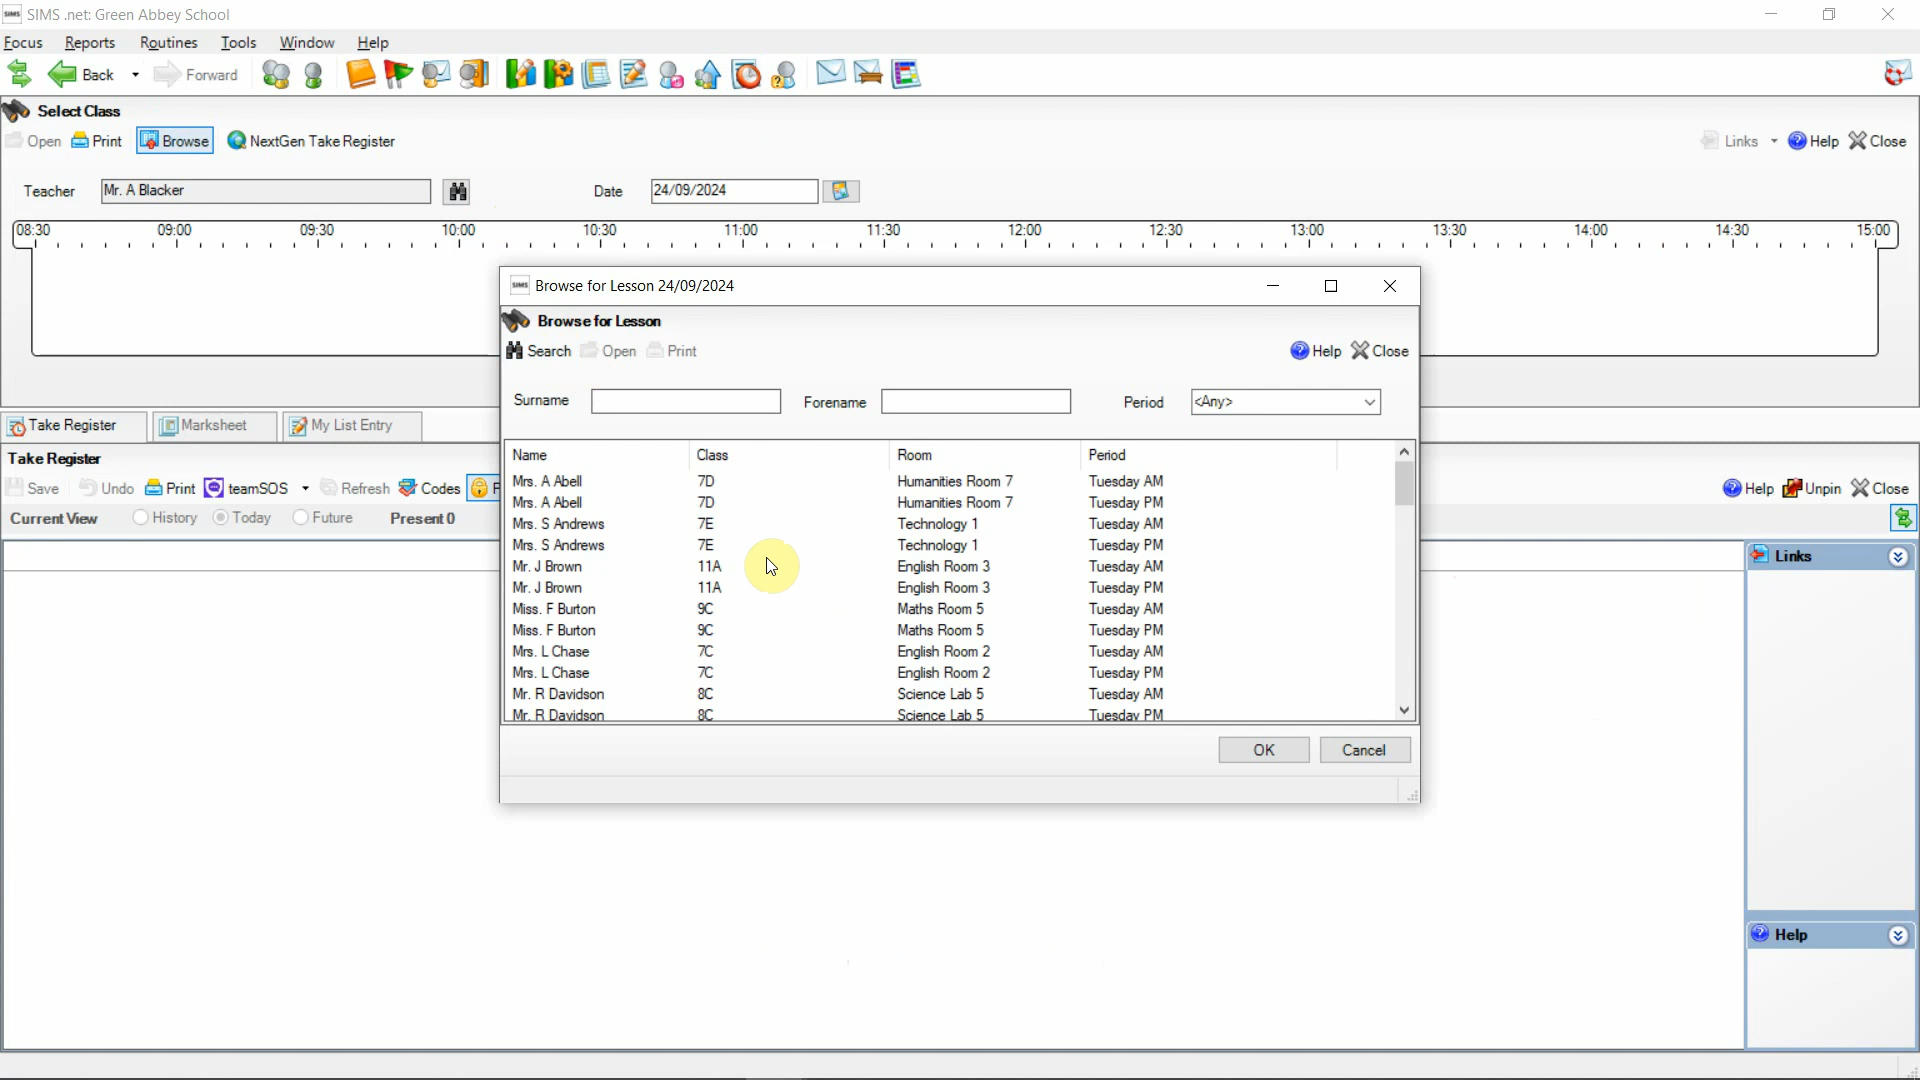 SIMS SIMS .net: Green Abbey School
Focus Reports Routines Tools Window Help
Back Forward
Select Class
Open Print Browse NextGen Take Register Links Help Close
Teacher Mr. A Blacker Date 24/09/2024
08:30 09:00 09:30 10:00 10:30 11:00 11:30 12:00 12:30 13:00 13:30 14:00 14:30 15:00
SIMS Browse for Lesson 24/09/2024
Browse for Lesson
Search Open Print Help Close
Surname Forename Period <Any>
Name Class Room Period
Mrs. A Abell 7D Humanities Room 7 Tuesday AM
Mrs. A Abell 7D Humanities Room 7 Tuesday PM
Mrs. S Andrews 7E Technology 1 Tuesday AM
Mrs. S Andrews 7E Technology 1 Tuesday PM
Mr. J Brown 11A English Room 3 Tuesday AM
Mr. J Brown 11A English Room 3 Tuesday PM
Miss. F Burton 9C Maths Room 5 Tuesday AM
Miss. F Burton 9C Maths Room 5 Tuesday PM
Mrs. L Chase 7C English Room 2 Tuesday AM
Mrs. L Chase 7C English Room 2 Tuesday PM
Mr. R Davidson 8C Science Lab 5 Tuesday AM
Mr. R Davidson 8C Science Lab 5 Tuesday PM
OK Cancel
Take Register Marksheet My List Entry
Take Register
Save Undo Print teamSOS Refresh Codes Help Unpin Close
Current View History Today Future Present 0
Links
Help